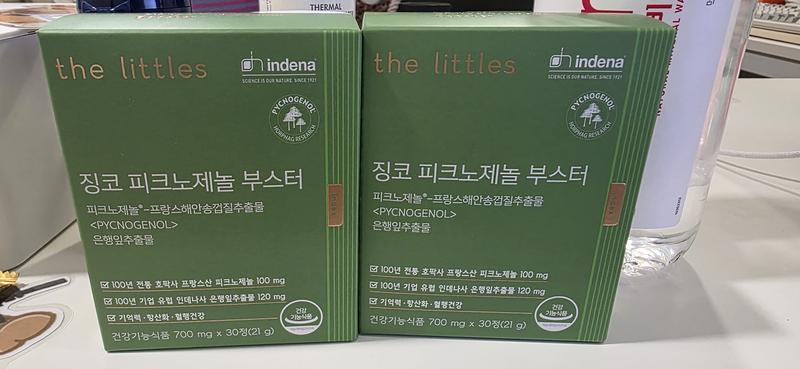 THERMAL
the littles
indena
SCIENCE IS OUR NATURE. SINCE 1921
PYCNOGENOL
HORPHAG RESEARCH
징코 피크노제놀 부스터
피크노제놀®-프랑스해안송껍질추출물
<PYCNOGENOL>
은행잎추출물
100년 전통 호팍사 프랑스산 피크노제놀 100 mg
100년 기업 유럽 인데나사 은행잎추출물 120 mg
기억력·항산화·혈행건강
건강기능식품 700 mg x 30정(21 g)
건강
기능식품
the littles
indena
SCIENCE IS OUR NATURE. SINCE 1921
PYCNOGENOL
HORPHAG RESEARCH
징코 피크노제놀 부스터
피크노제놀®-프랑스해안송껍질추출물
<PYCNOGENOL>
은행잎추출물
100년 전통 호팍사 프랑스산 피크노제놀 100 mg
100년 기업 유럽 인데나사 은행잎추출물 120 mg
기억력·항산화·혈행건강
건강기능식품 700 mg x 30정(21 g)
건강
기능식품